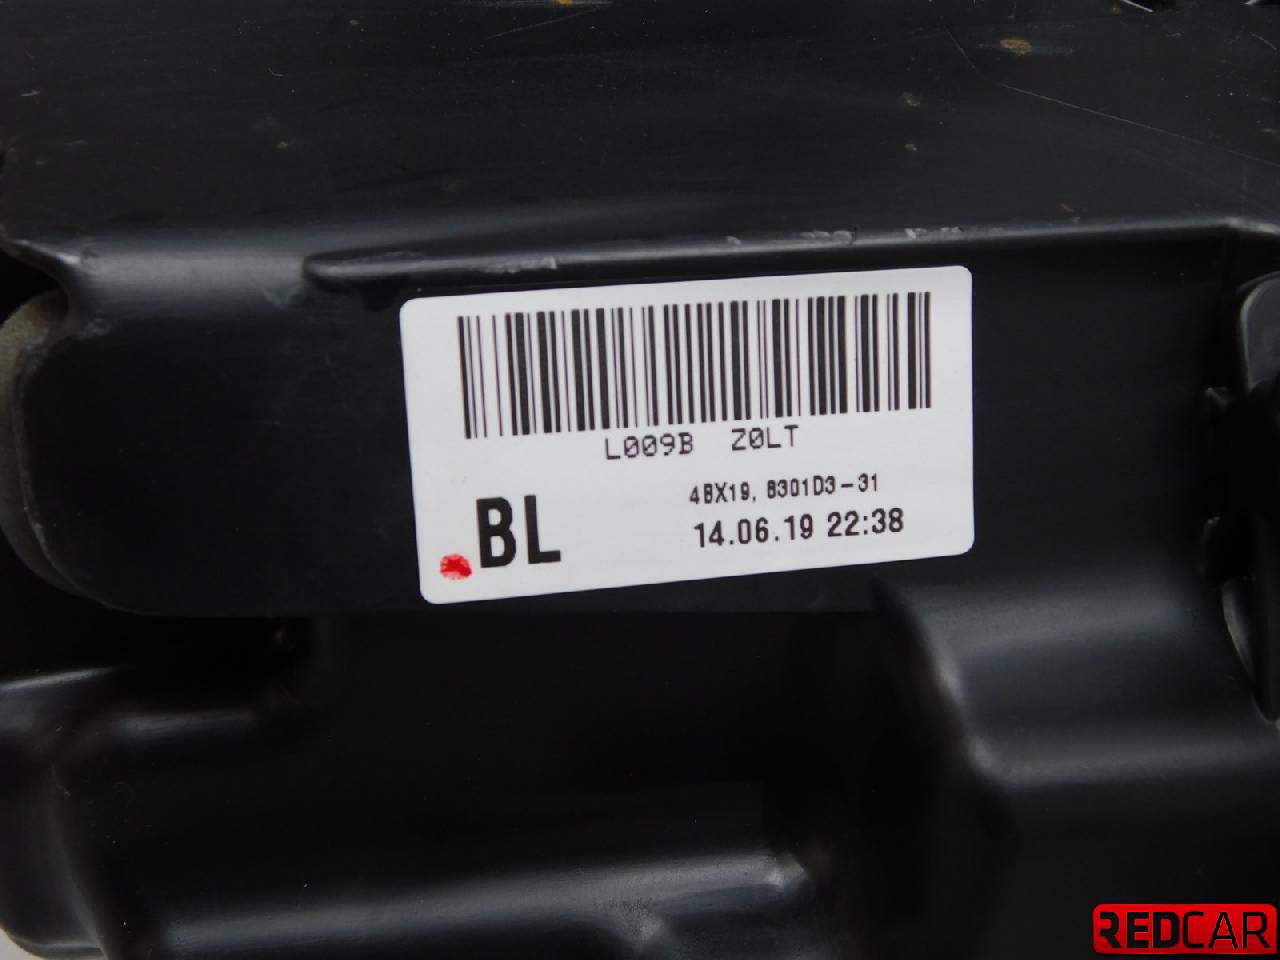 L009B Z0LT
4BX19, 8301D3-31
BL
14.06.19 22:38
REDCAR